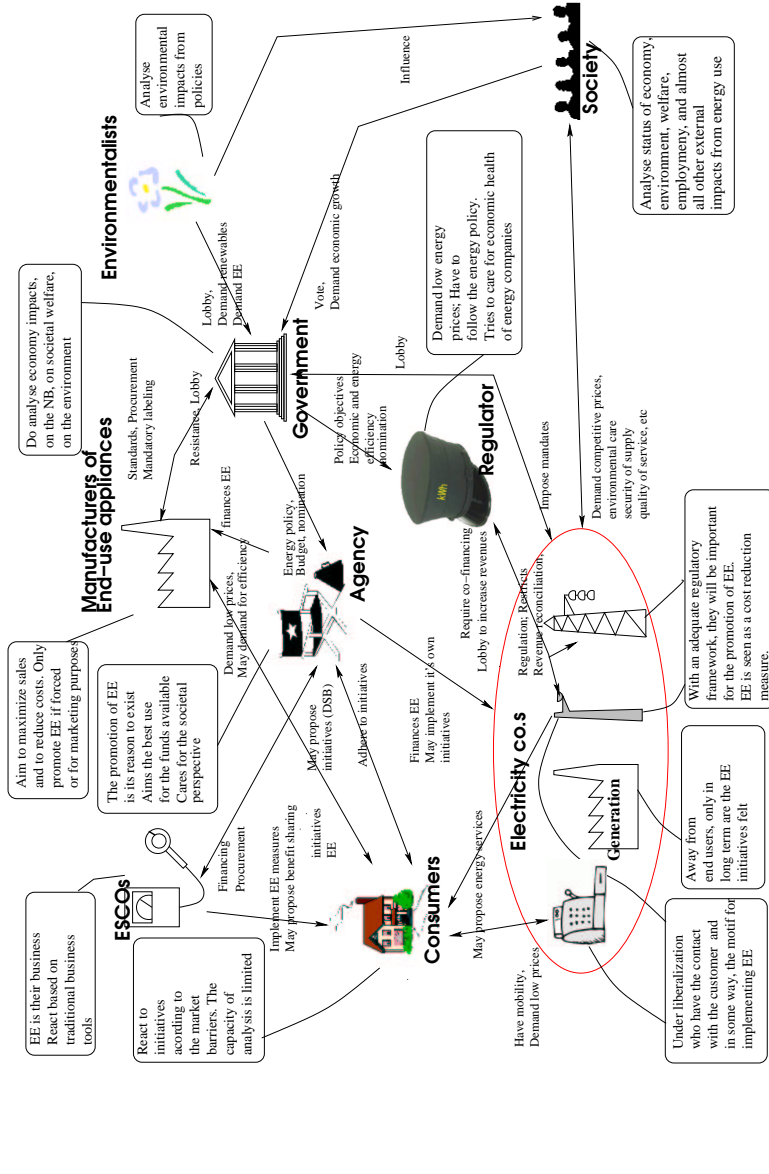 EE is their business
React based on
traditional business
tools
ESCOs
Aim to maximize sales
and to reduce costs. Only
promote EE if forced
or for marketing purposes
Manufacturers of
End-use appliances
Do analyse economy impacts,
on the NB, on societal welfare,
on the environment
Environmentalists
Analyse
environmental
impacts from
policies
The promotion of EE
is its reason to exist
Aims the best use
for the funds available
Cares for the societal
perspective
Standards, Procurement
Mandatory labeling
Resistance, Lobby
Lobby,
Demand renewables
Demand EE
React to
initiatives
acording to
the market
barriers. The
capacity of
analysis is limited
Financing
Procurement
Demand low prices,
May demand for efficiency
finances EE
Energy policy,
Budget, nomination
Government
Implement EE measures
May propose benefit sharing
initiatives
EE
May propose
initiatives (DSB)
Agency
Adhere to initiatives
Policy objectives
Economic and energy
efficiency
nomination
Vote,
Demand economic growth
Influence
Lobby
Consumers
Finances EE
May implement it's own
initiatives
kWh
Regulator
Demand low energy
prices; Have to
follow the energy policy.
Tries to care for economic health
of energy companies
May propose energy services
Require co-financing
Lobby to increase revenues
Have mobility,
Demand low prices
Electricity co.s
Regulation; Restricts
Revenue reconciliation,
Impose mandates
Society
Generation
Demand competitive prices,
environmental care
security of supply
quality of service, etc
Analyse status of economy,
environment, welfare,
employmeny, and almost
all other external
impacts from energy use
Under liberalization
who have the contact
with the customer and
in some way, the motif for
implementing EE
Away from
end users, only in
long term are the EE
initiatives felt
With an adequate regulatory
framework, they will be important
for the promotion of EE.
EE is seen as a cost reduction
measure.